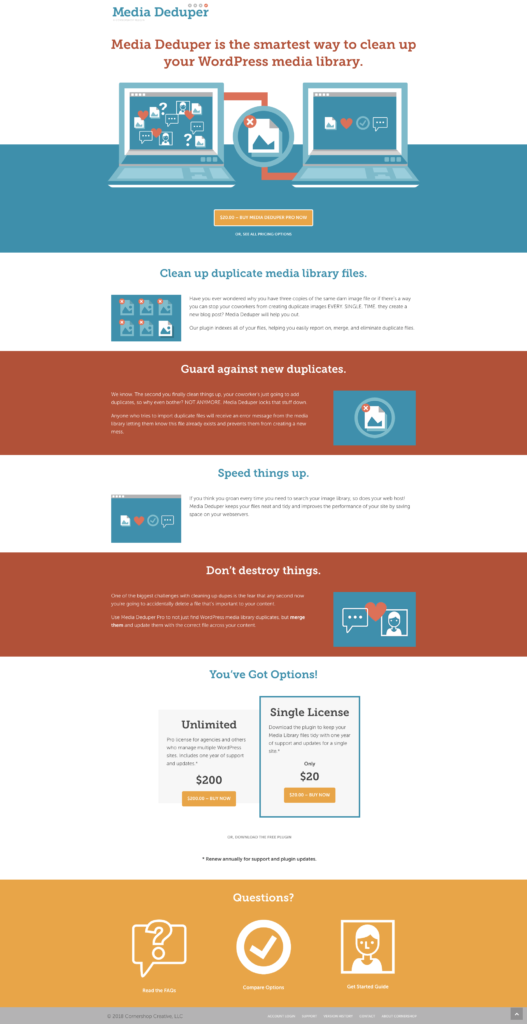 Media Deduper
Media Deduper is the smartest way to clean up
your WordPress media library.
$20.00 – BUY MEDIA DEDUPER PRO NOW
OR, SEE ALL PRICING OPTIONS
Clean up duplicate media library files.
Have you ever wondered why you have three copies of the same darn image file or if there's a way
you can stop your coworkers from creating duplicate images EVERY. SINGLE. TIME. they create a
new blog post? Media Deduper will help you out.
Our plugin indexes all of your files, helping you easily report on, merge, and eliminate duplicate files.
Guard against new duplicates.
We know. The second you finally clean things up, your coworker's just going to add
duplicates, so why even bother? NOT ANYMORE. Media Deduper locks that stuff down.
Anyone who tries to import duplicate files will receive an error message from the media
library letting them know this file already exists and prevents them from creating a new
mess.
Speed things up.
If you think you groan every time you need to search your image library, so does your web host!
Media Deduper keeps your files neat and tidy and improves the performance of your site by saving
space on your webservers.
Don't destroy things.
One of the biggest challenges with cleaning up dupes is the fear that any second now
you're going to accidentally delete a file that's important to your content.
Use Media Deduper Pro to not just find WordPress media library duplicates, but merge
them and update them with the correct file across your content.
You've Got Options!
Unlimited
Pro license for agencies and others
who manage multiple WordPress
sites, includes one year of support
and updates.*
$200
$200.00 – BUY NOW
Single License
Download the plugin to keep your
Media Library files tidy with one year
of support and updates for a single
site.*
Only
$20
$20.00 – BUY NOW
OR, DOWNLOAD THE FREE PLUGIN
* Renew annually for support and plugin updates.
Questions?
Read the FAQs
Compare Options
Get Started Guide
© 2018 Cornershop Creative, LLC
ACCOUNT LOGIN SUPPORT CONTACT ABOUT CORNERSHOP